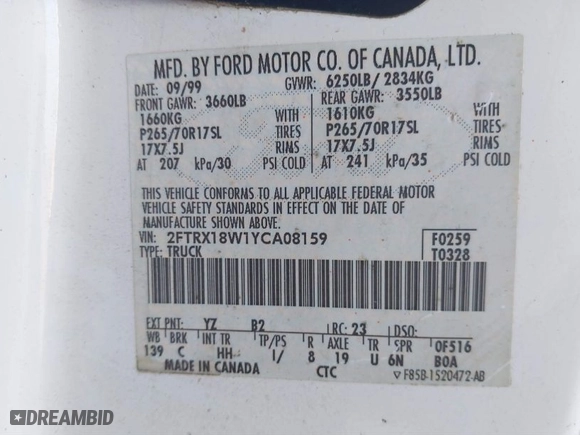 MFD. BY FORD MOTOR CO. OF CANADA, LTD.
DATE: 09/99 GVWR: 6250LB/ 2834KG
FRONT GAWR: 3660LB REAR GAWR: 3550LB
1660KG WITH 1610KG WITH
P265/70R17SL TIRES P265/70R17SL TIRES
17X7.5J RIMS 17X7.5J RIMS
AT 207 kPa/30 PSI COLD AT 241 kPa/35 PSI COLD
THIS VEHICLE CONFORMS TO ALL APPLICABLE FEDERAL MOTOR
VEHICLE SAFETY STANDARDS IN EFFECT ON THE DATE OF
MANUFACTURE SHOWN ABOVE.
VIN: 2FTRX18W1YCA08159 F0259
TYPE: TRUCK T0328
EXT PNT: YZ B2 RC: 23 DSO:
WB BRK INT TR TP/PS R AXLE TR SPR OF516
139 C HH 1/ 8 19 U 6N BOA
MADE IN CANADA CTC F85B-1520472-AB
DREAMBID